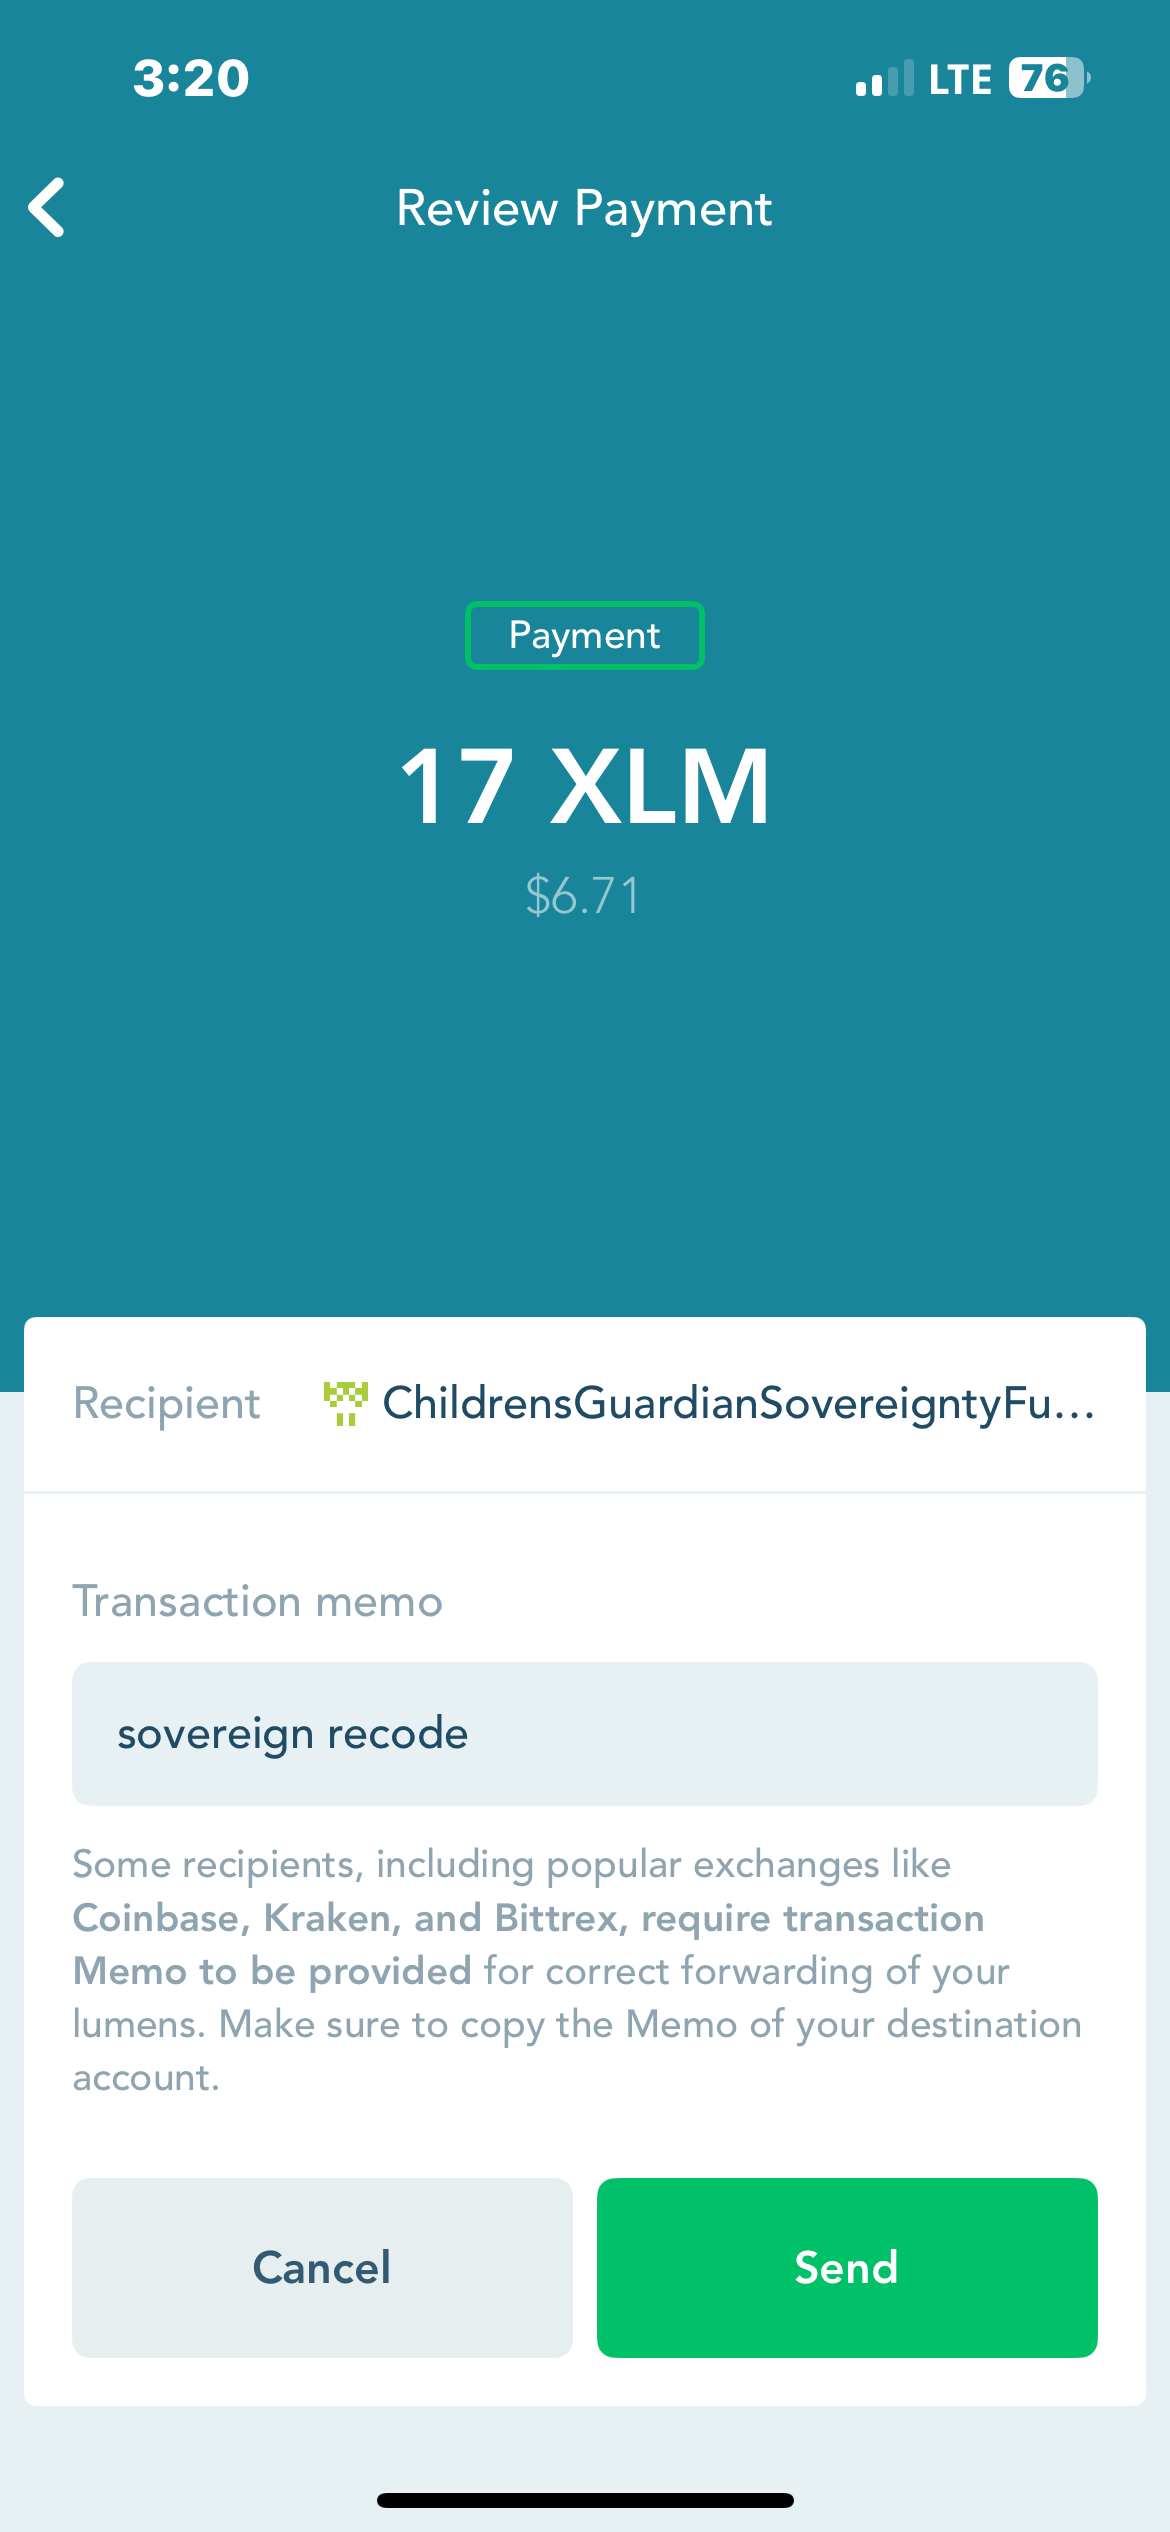 3:20
LTE 76
Review Payment
Payment
17 XLM
$6.71
Recipient ChildrensGuardianSovereigntyFu...
Transaction memo
sovereign recode
Some recipients, including popular exchanges like
Coinbase, Kraken, and Bittrex, require transaction
Memo to be provided for correct forwarding of your
lumens. Make sure to copy the Memo of your destination
account.
Cancel
Send